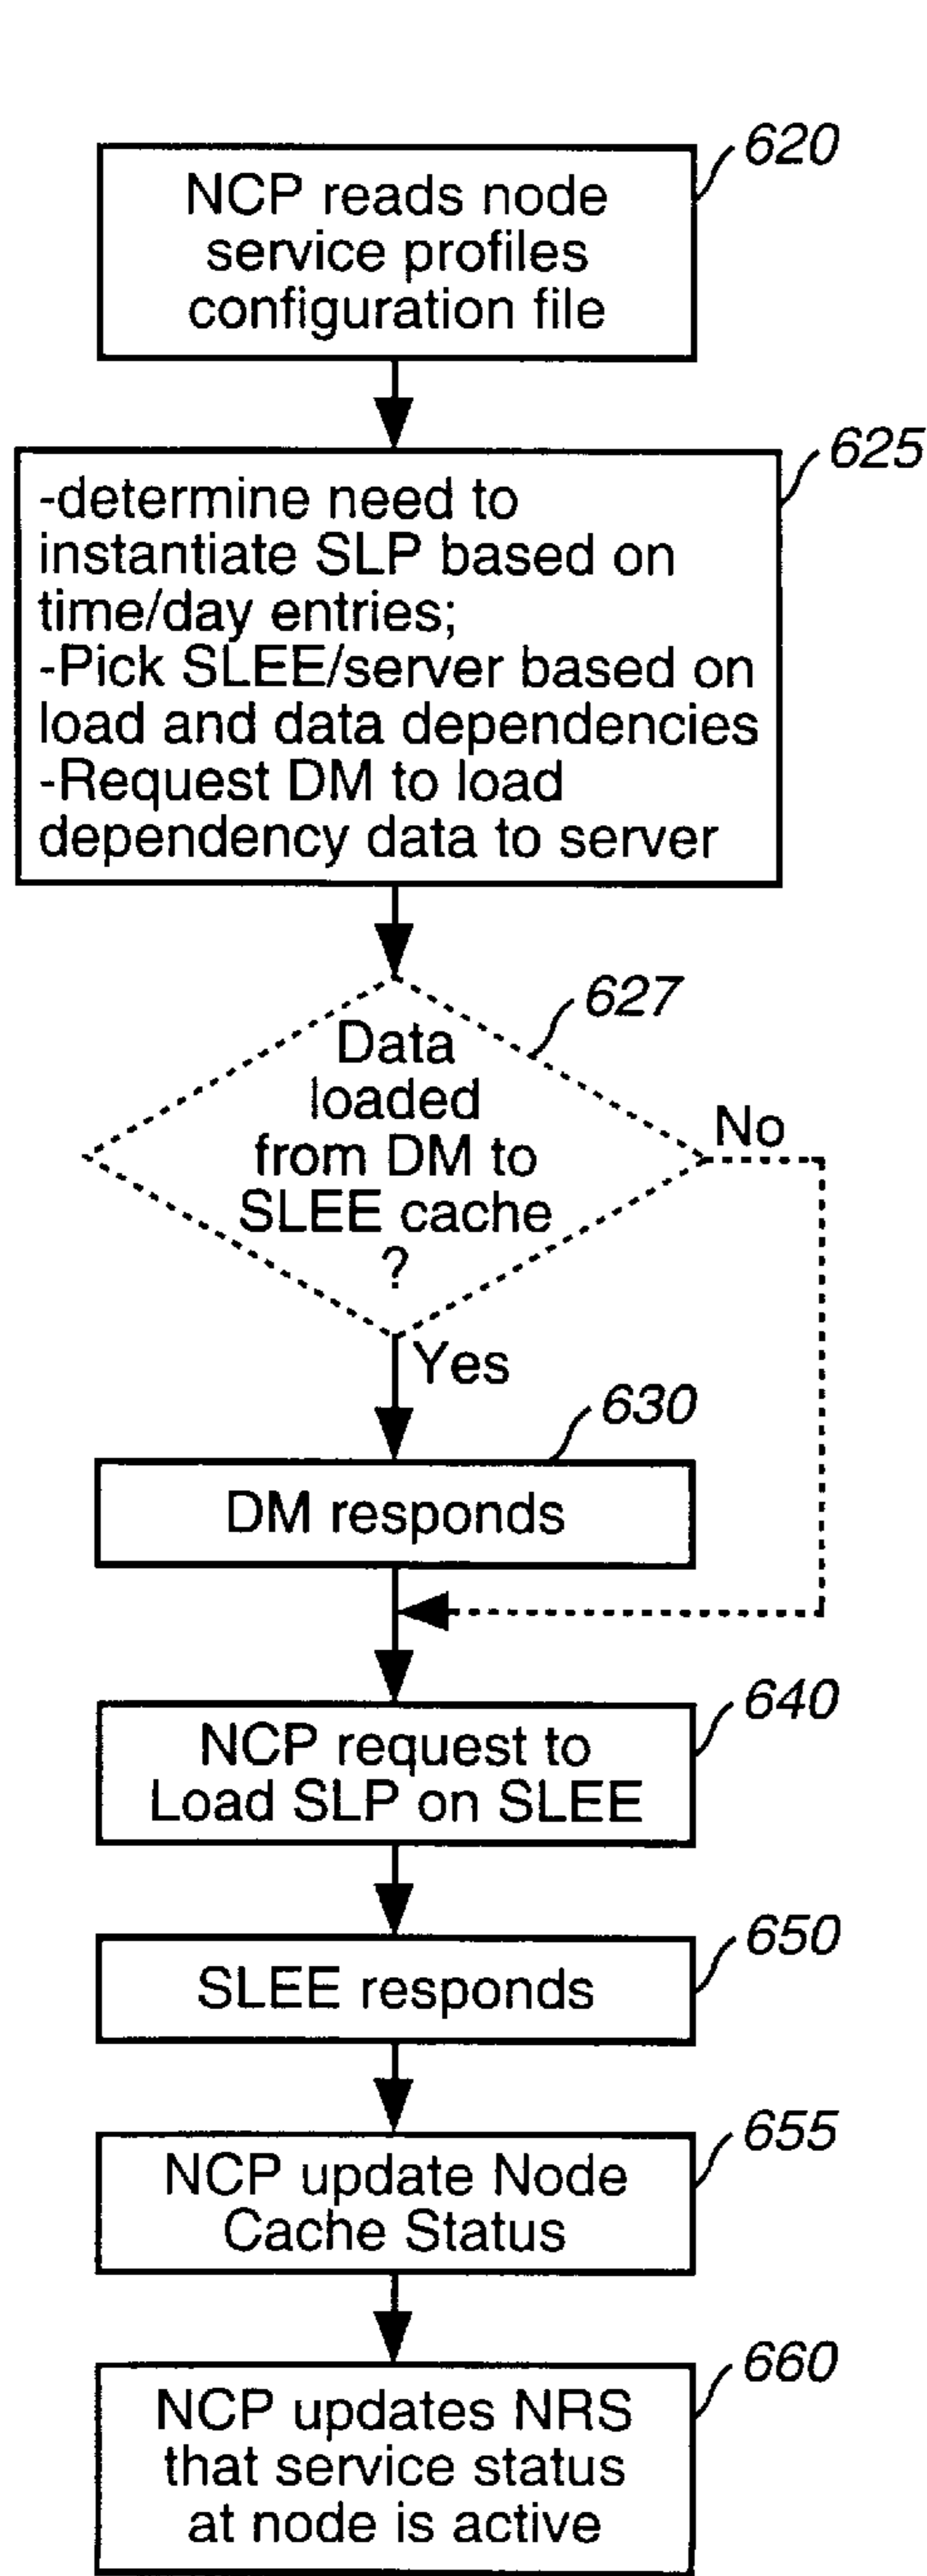 620
NCP reads node
service profiles
configuration file
625
-determine need to
instantiate SLP based on
time/day entries;
-Pick SLEE/server based on
load and data dependencies
-Request DM to load
dependency data to server
627
Data
loaded
from DM to
SLEE cache
?
No
Yes
630
DM responds
640
NCP request to
Load SLP on SLEE
650
SLEE responds
655
NCP update Node
Cache Status
660
NCP updates NRS
that service status
at node is active